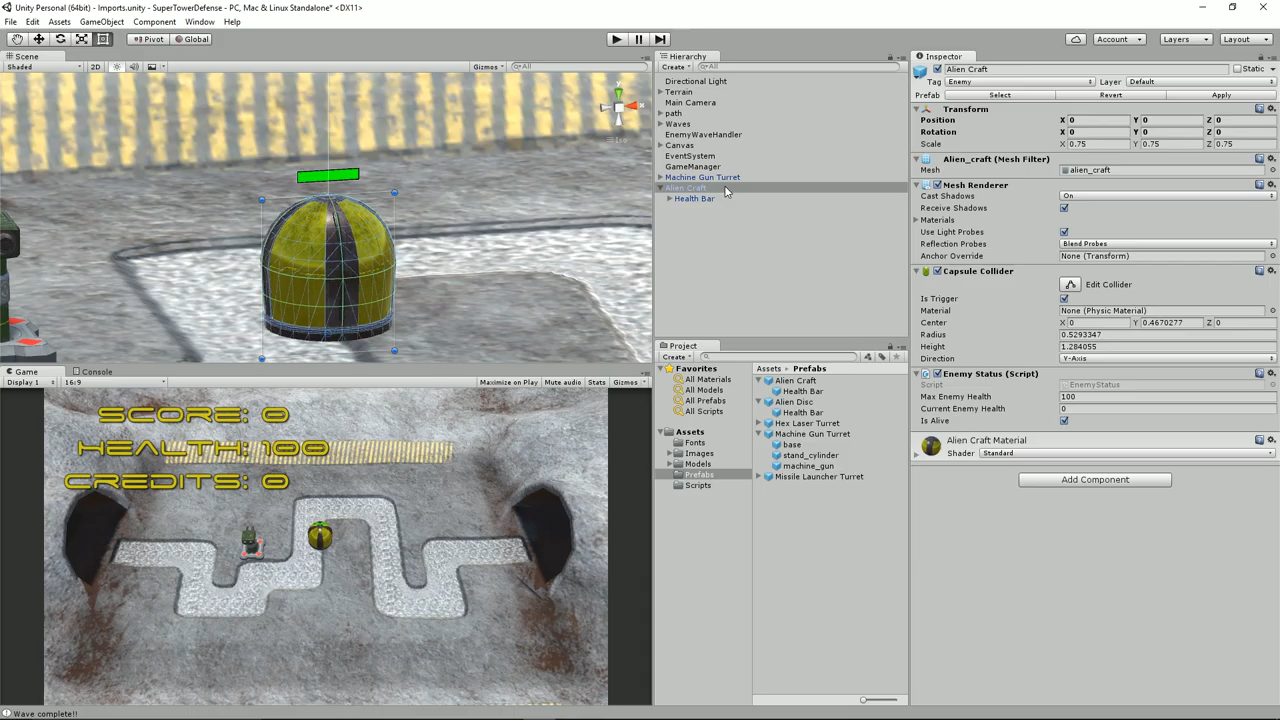 Unity Personal (64bit) - Imports.unity - SuperTowerDefense - PC, Mac & Linux Standalone* <DX11>
File Edit Assets GameObject Component Window Help
Pivot Global Account Layers Layout
Scene
Shaded 2D Gizmos All
Hierarchy
Create All
Directional Light
Terrain
Main Camera
path
Waves
EnemyWaveHandler
Canvas
EventSystem
GameManager
Machine Gun Turret
Alien Craft
Health Bar
y
x
Iso
Game Console
Display 1 16:9 Maximize on Play Mute audio Stats Gizmos
SCORE: 0
HEALTH: 100
CREDITS: 0
Project
Create
Favorites
All Materials
All Models
All Prefabs
All Scripts
Assets
Fonts
Images
Models
Prefabs
Scripts
Assets Prefabs
Alien Craft
Health Bar
Alien Disc
Health Bar
Hex Laser Turret
Machine Gun Turret
base
stand_cylinder
machine_gun
Missile Launcher Turret
Inspector
Alien Craft Static
Tag Enemy Layer Default
Prefab Select Revert Apply
Transform
Position X 0 Y 0 Z 0
Rotation X 0 Y 0 Z 0
Scale X 0.75 Y 0.75 Z 0.75
Alien_craft (Mesh Filter)
Mesh alien_craft
Mesh Renderer
Cast Shadows On
Receive Shadows
Materials
Use Light Probes
Reflection Probes Blend Probes
Anchor Override None (Transform)
Capsule Collider
Edit Collider
Is Trigger
Material None (Physic Material)
Center X 0 Y 0.4670277 Z 0
Radius 0.5293347
Height 1.284055
Direction Y-Axis
Enemy Status (Script)
Script EnemyStatus
Max Enemy Health 100
Current Enemy Health 0
Is Alive
Alien Craft Material
Shader Standard
Add Component
Wave complete!!